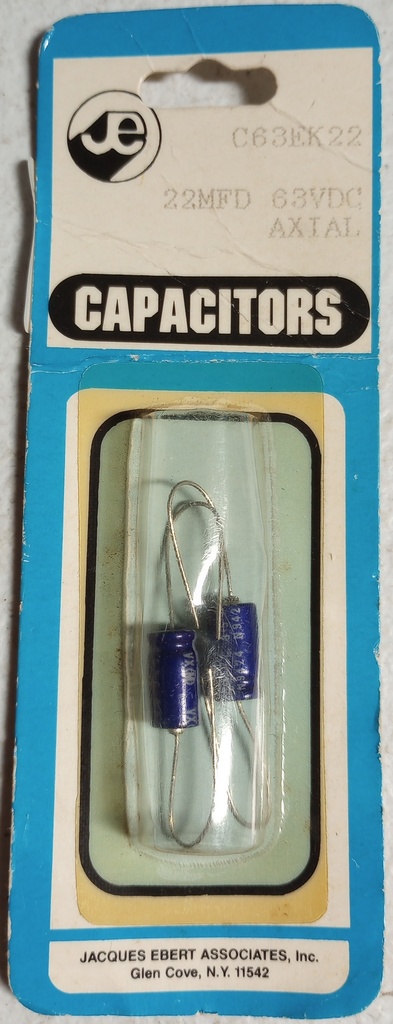 Je
C63EK22
22MFD 63VDC
AXIAL
CAPACITORS
JACQUES EBERT ASSOCIATES, Inc.
Glen Cove, N.Y. 11542